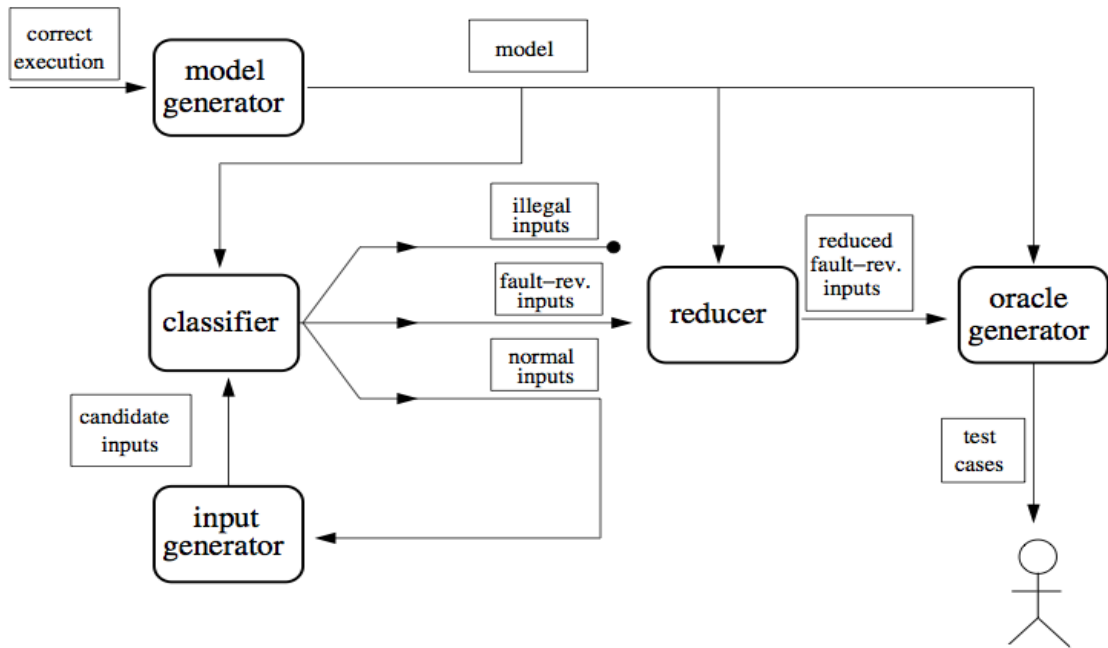 correct
execution
model
generator
model
illegal
inputs
fault–rev.
inputs
normal
inputs
reduced
fault–rev.
inputs
classifier
reducer
oracle
generator
candidate
inputs
input
generator
test
cases